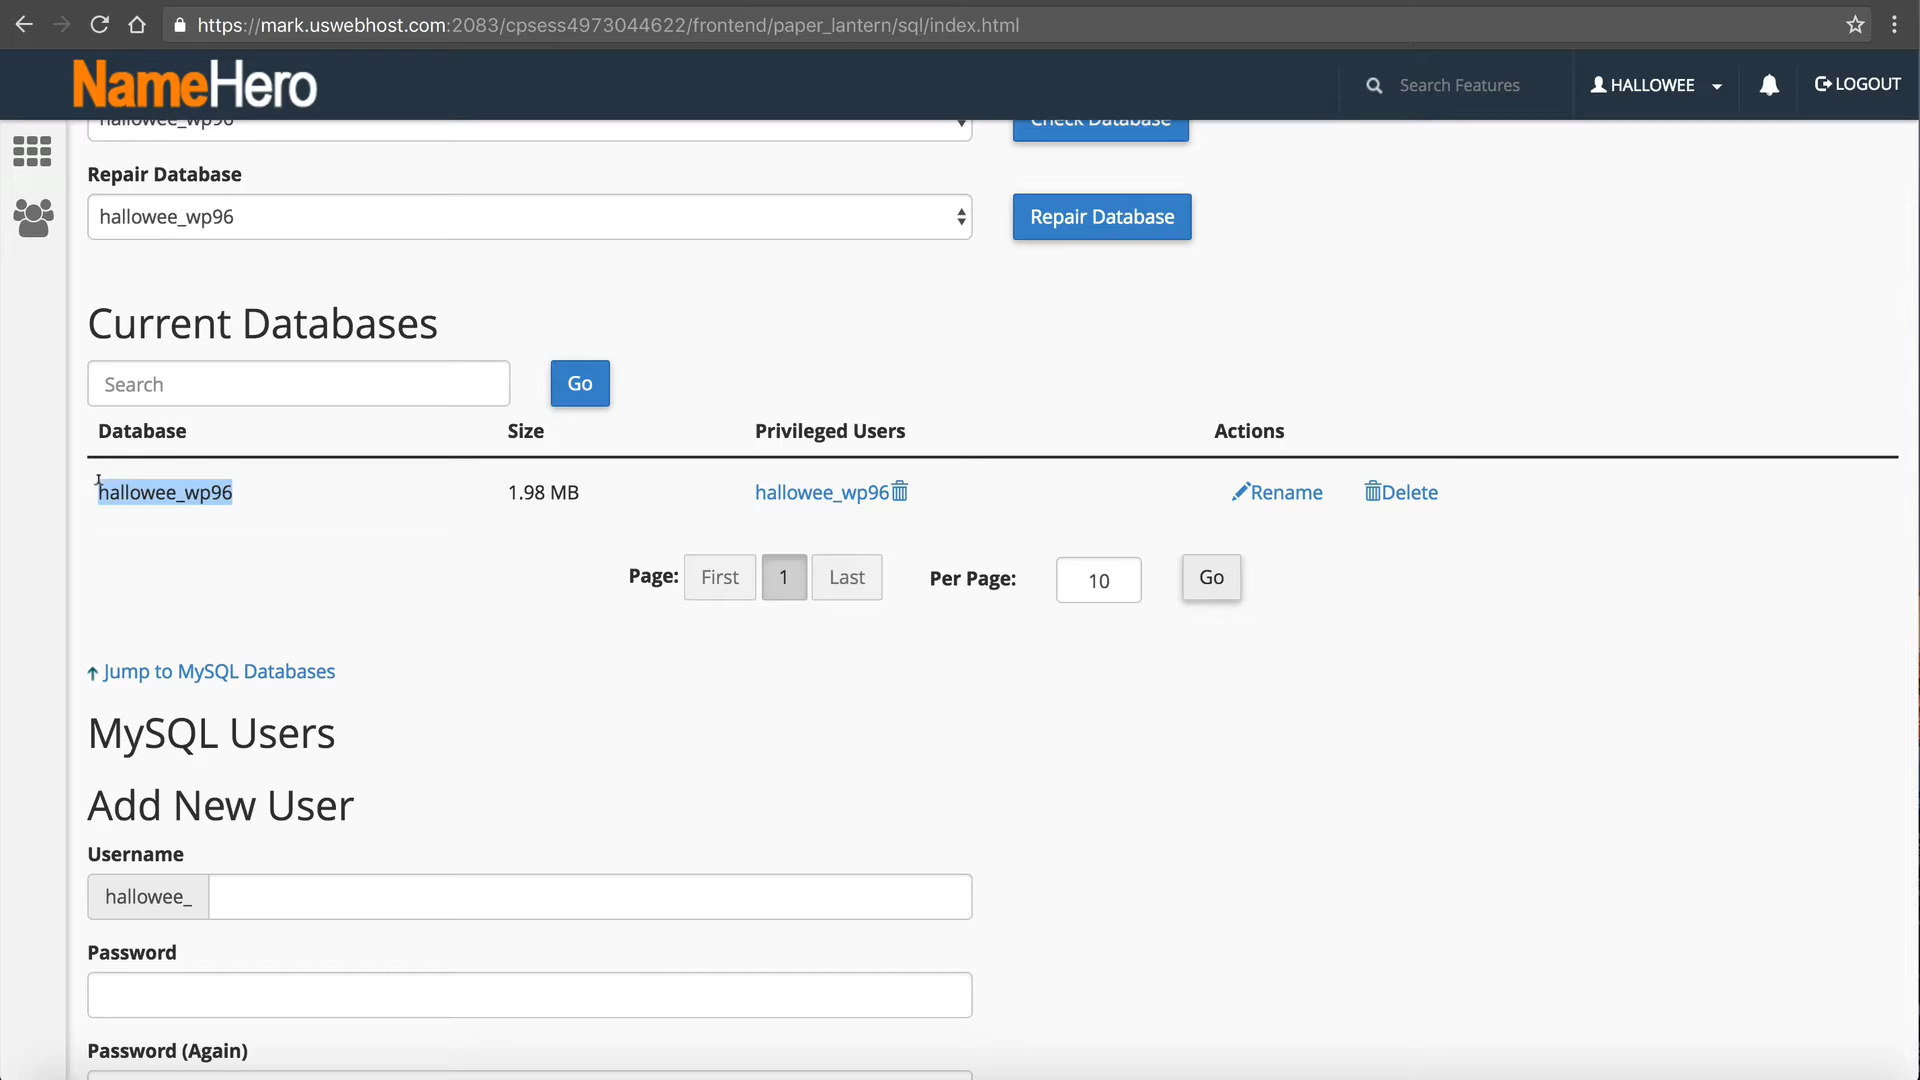 https://mark.uswebhost.com:2083/cpsess4973044622/frontend/paper_lantern/sql/index.html
NameHero
Search Features
HALLOWEE
LOGOUT
hallowee_wp96
Check Database
Repair Database
hallowee_wp96
Repair Database
Current Databases
Search
Go
Database Size Privileged Users Actions
hallowee_wp96 1.98 MB hallowee_wp96 Rename Delete
Page: First 1 Last Per Page: 10 Go
Jump to MySQL Databases
MySQL Users
Add New User
Username
hallowee_
Password
Password (Again)